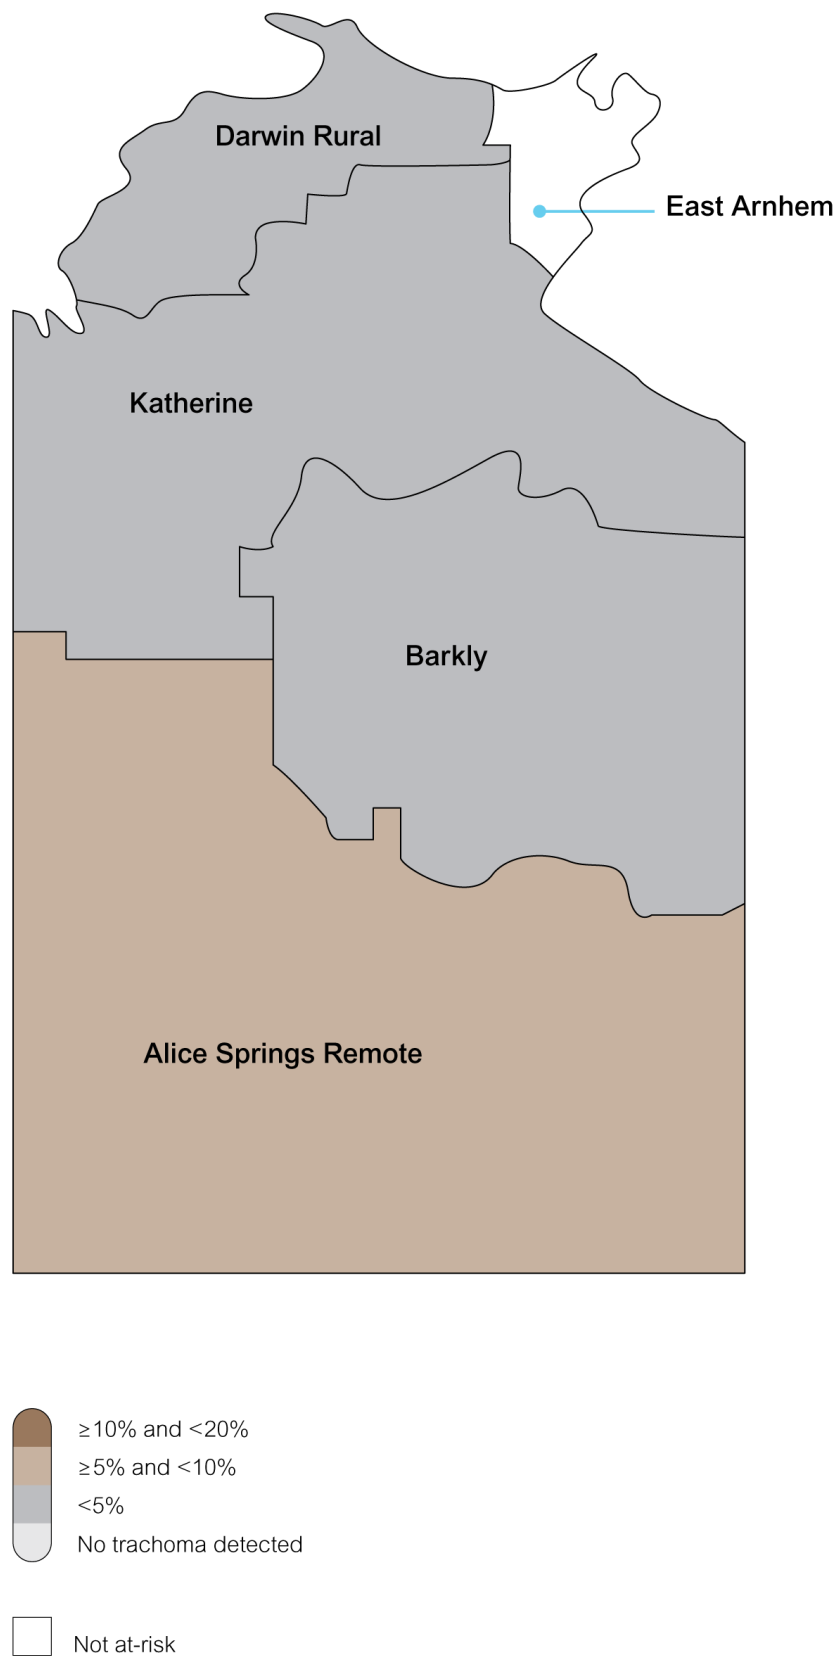 Darwin Rural
East Arnhem
Katherine
Barkly
Alice Springs Remote
≥10% and <20%
≥5% and <10%
<5%
No trachoma detected
Not at-risk